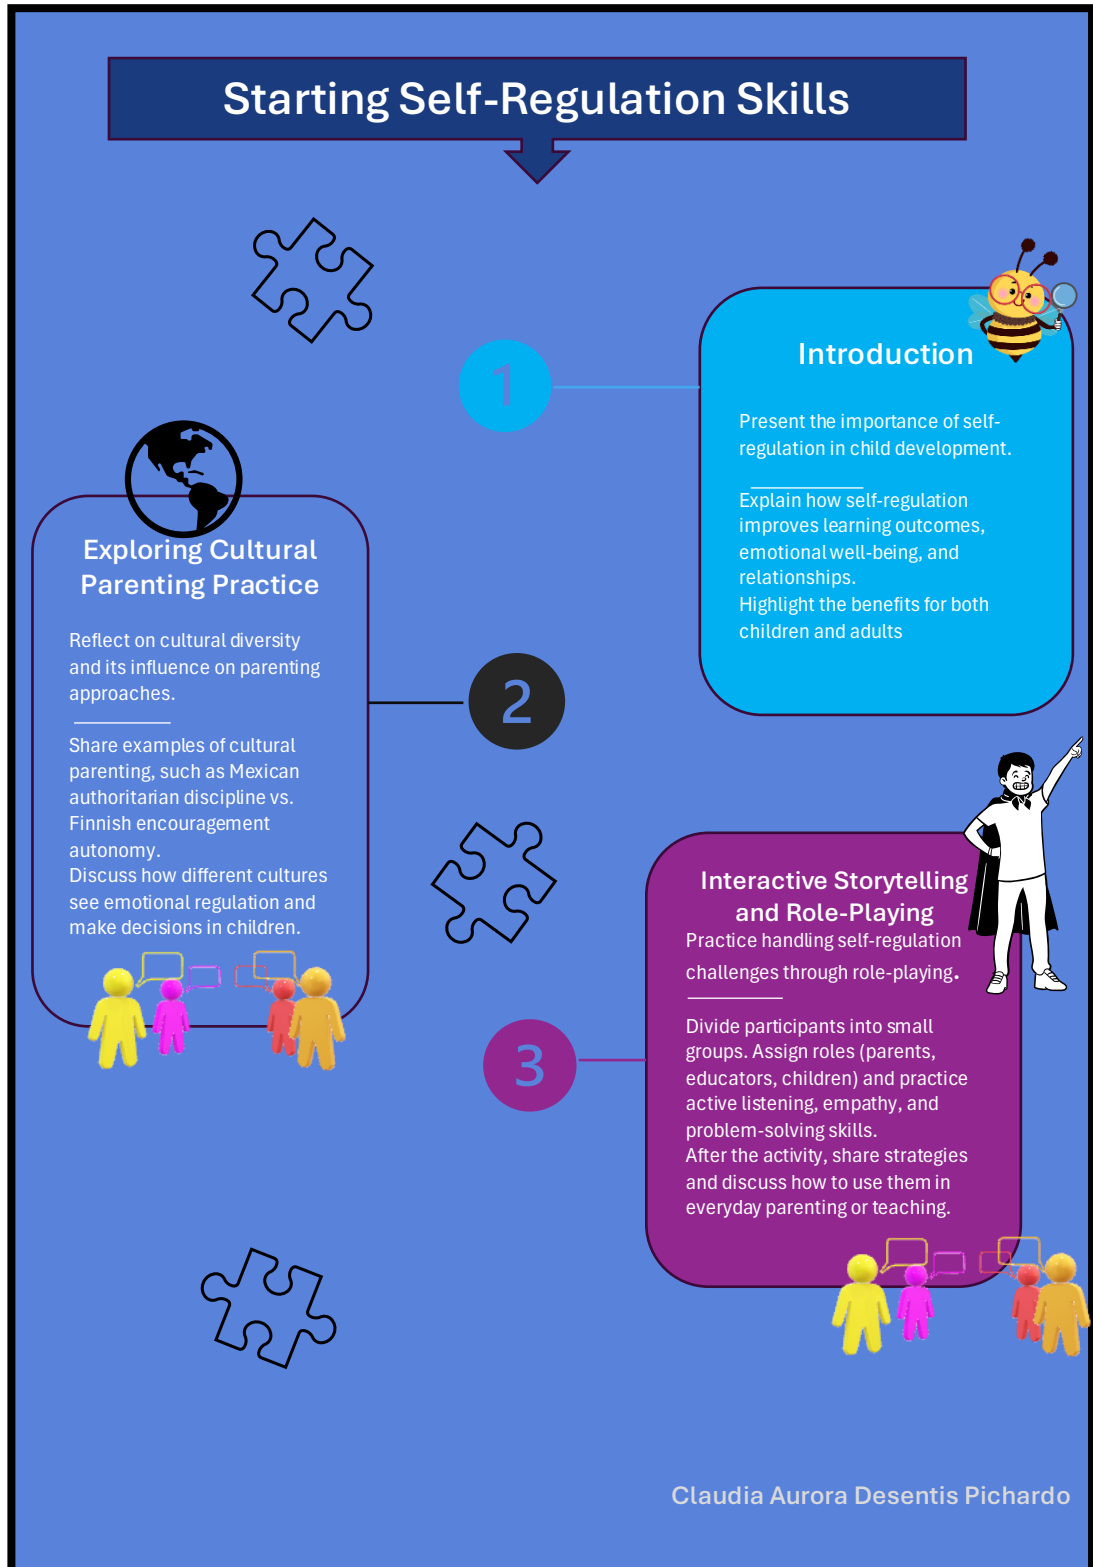 Starting Self-Regulation Skills
1
Introduction
Present the importance of self-
regulation in child development.
Explain how self-regulation
improves learning outcomes,
emotional well-being, and
relationships.
Highlight the benefits for both
children and adults
2
Exploring Cultural
Parenting Practice
Reflect on cultural diversity
and its influence on parenting
approaches.
Share examples of cultural
parenting, such as Mexican
authoritarian discipline vs.
Finnish encouragement
autonomy.
Discuss how different cultures
see emotional regulation and
make decisions in children.
3
Interactive Storytelling
and Role-Playing
Practice handling self-regulation
challenges through role-playing.
Divide participants into small
groups. Assign roles (parents,
educators, children) and practice
active listening, empathy, and
problem-solving skills.
After the activity, share strategies
and discuss how to use them in
everyday parenting or teaching.
Claudia Aurora Desentis Pichardo